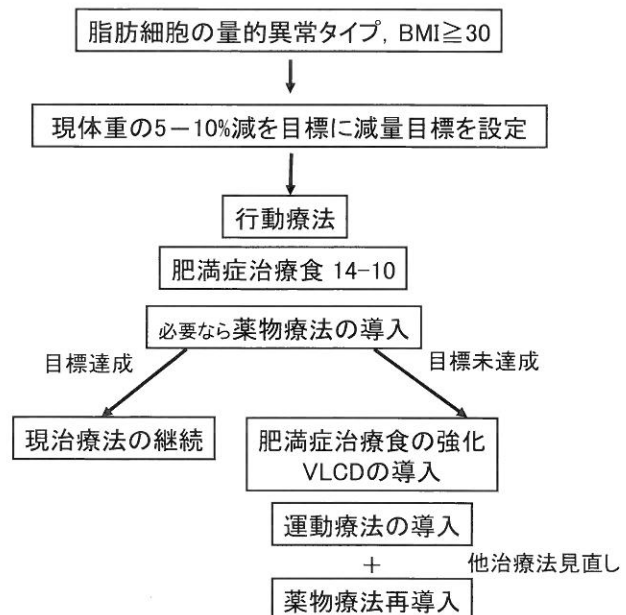 脂肪細胞の量的異常タイプ, BMI≧30
現体重の5－10%減を目標に減量目標を設定
行動療法
肥満症治療食 14-10
必要なら薬物療法の導入
目標達成
目標未達成
現治療法の継続
肥満症治療食の強化
VLCDの導入
運動療法の導入
+
他治療法見直し
薬物療法再導入